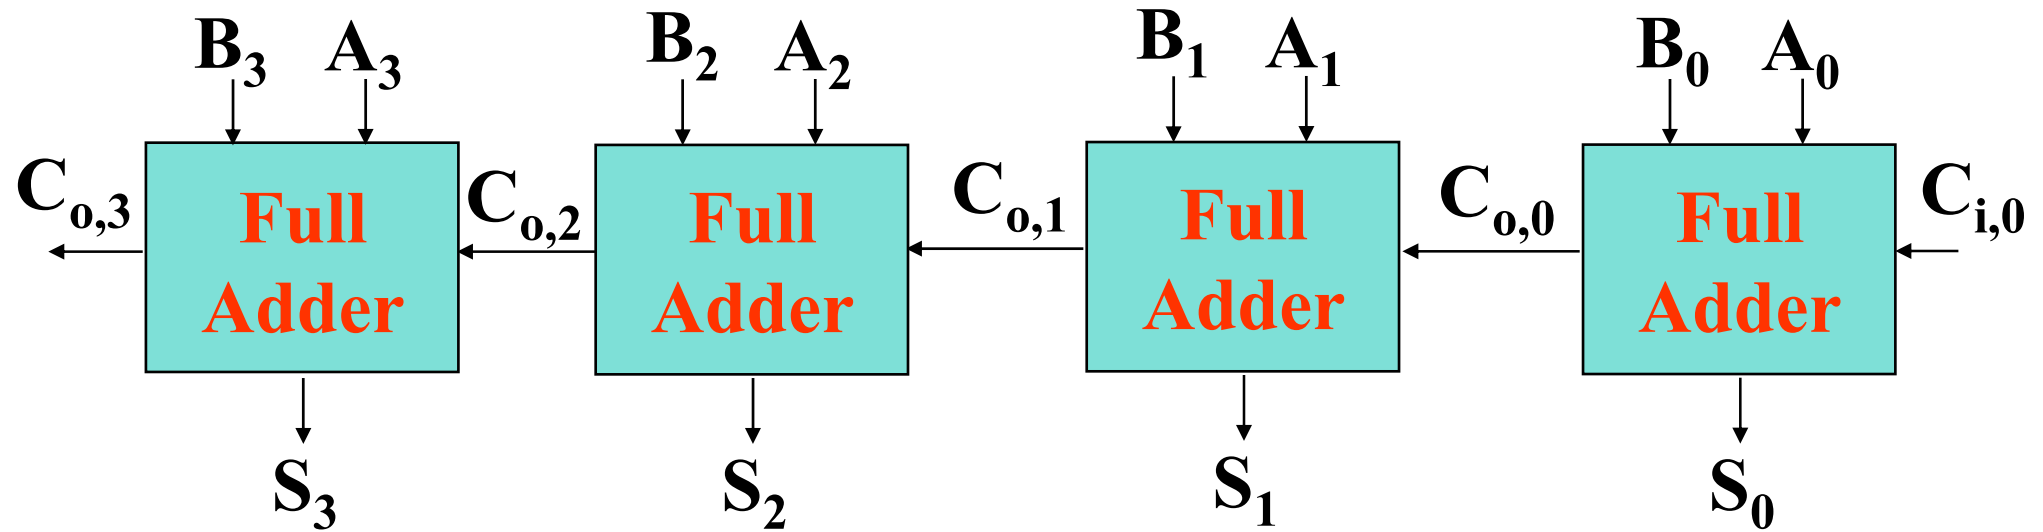 B3 A3 B2 A2 B1 A1 B0 A0
Co,3 Co,2 Co,1 Co,0 Ci,0
Full Full Full Full
Adder Adder Adder Adder
S3 S2 S1 S0